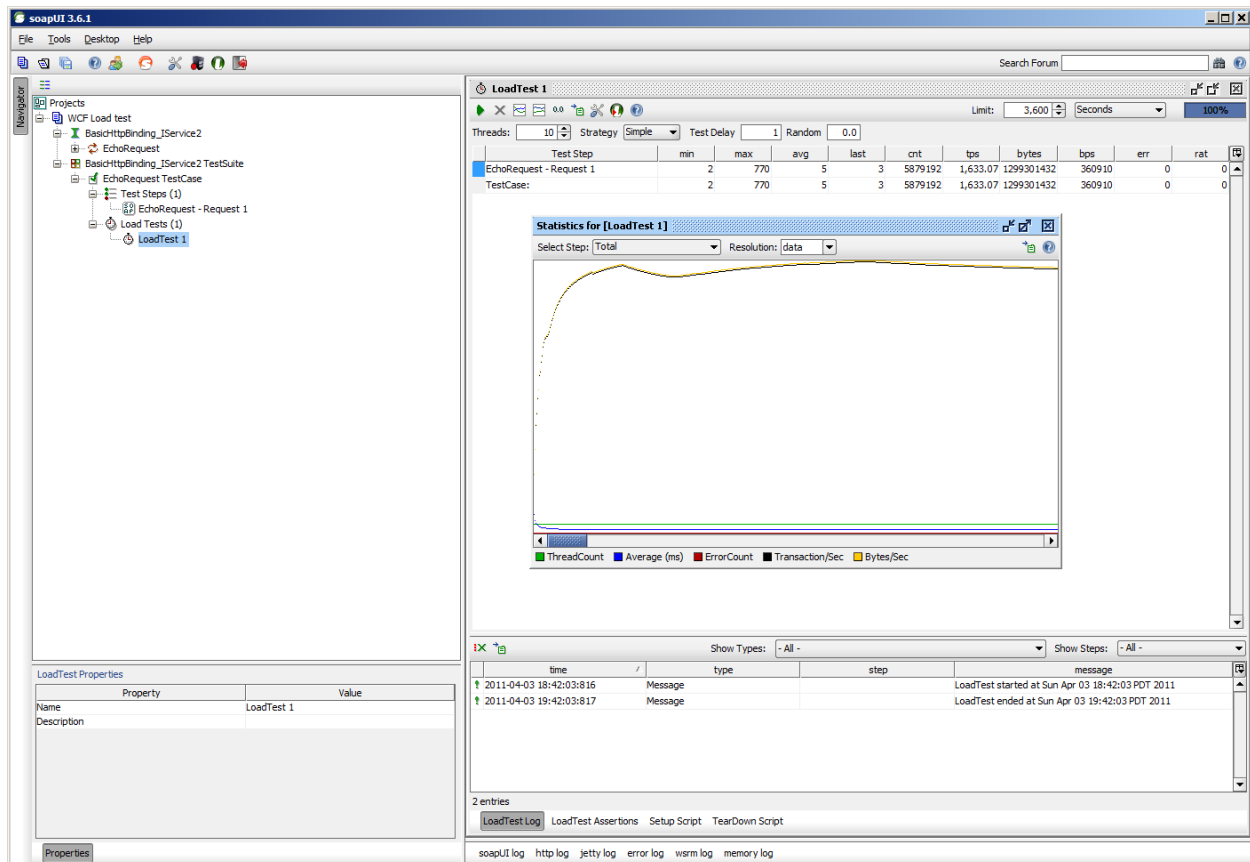 soapUI 3.6.1
File Tools Desktop Help
Search Forum
Navigator
Projects
WCF Load test
BasicHttpBinding_IService2
EchoRequest
BasicHttpBinding_IService2 TestSuite
EchoRequest TestCase
Test Steps (1)
EchoRequest - Request 1
Load Tests (1)
LoadTest 1
LoadTest Properties
Property Value
Name LoadTest 1
Description
Properties
LoadTest 1
0.0 Limit: 3,600 Seconds 100%
Threads: 10 Strategy Simple Test Delay 1 Random 0.0
Test Step min max avg last cnt tps bytes bps err rat
EchoRequest - Request 1 2 770 5 3 5879192 1,633.07 1299301432 360910 0 0
TestCase: 2 770 5 3 5879192 1,633.07 1299301432 360910 0 0
Statistics for [LoadTest 1]
Select Step: Total Resolution: data
ThreadCount Average (ms) ErrorCount Transaction/Sec Bytes/Sec
Show Types: - All - Show Steps: - All -
time / type step message
2011-04-03 18:42:03:816 Message LoadTest started at Sun Apr 03 18:42:03 PDT 2011
2011-04-03 19:42:03:817 Message LoadTest ended at Sun Apr 03 19:42:03 PDT 2011
2 entries
LoadTest Log LoadTest Assertions Setup Script TearDown Script
soapUI log http log jetty log error log wsrm log memory log